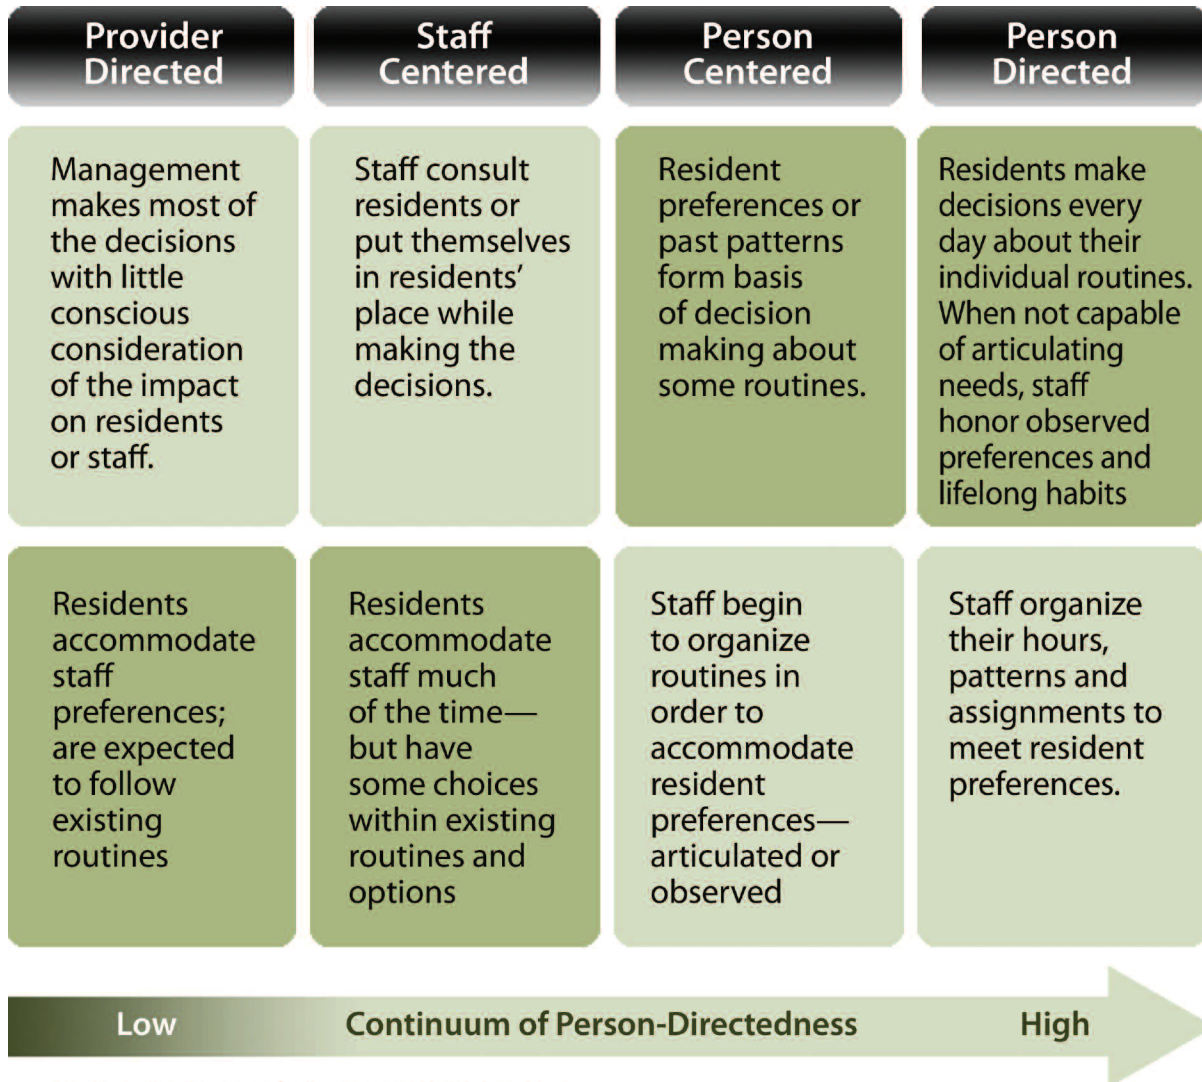 Provider
Directed
Staff
Centered
Person
Centered
Person
Directed
Management
makes most of
the decisions
with little
conscious
consideration
of the impact
on residents
or staff.
Staff consult
residents or
put themselves
in residents’
place while
making the
decisions.
Resident
preferences or
past patterns
form basis
of decision
making about
some routines.
Residents make
decisions every
day about their
individual routines.
When not capable
of articulating
needs, staff
honor observed
preferences and
lifelong habits
Residents
accommodate
staff
preferences;
are expected
to follow
existing
routines
Residents
accommodate
staff much
of the time—
but have
some choices
within existing
routines and
options
Staff begin
to organize
routines in
order to
accommodate
resident
preferences—
articulated or
observed
Staff organize
their hours,
patterns and
assignments to
meet resident
preferences.
Low Continuum of Person-Directedness High